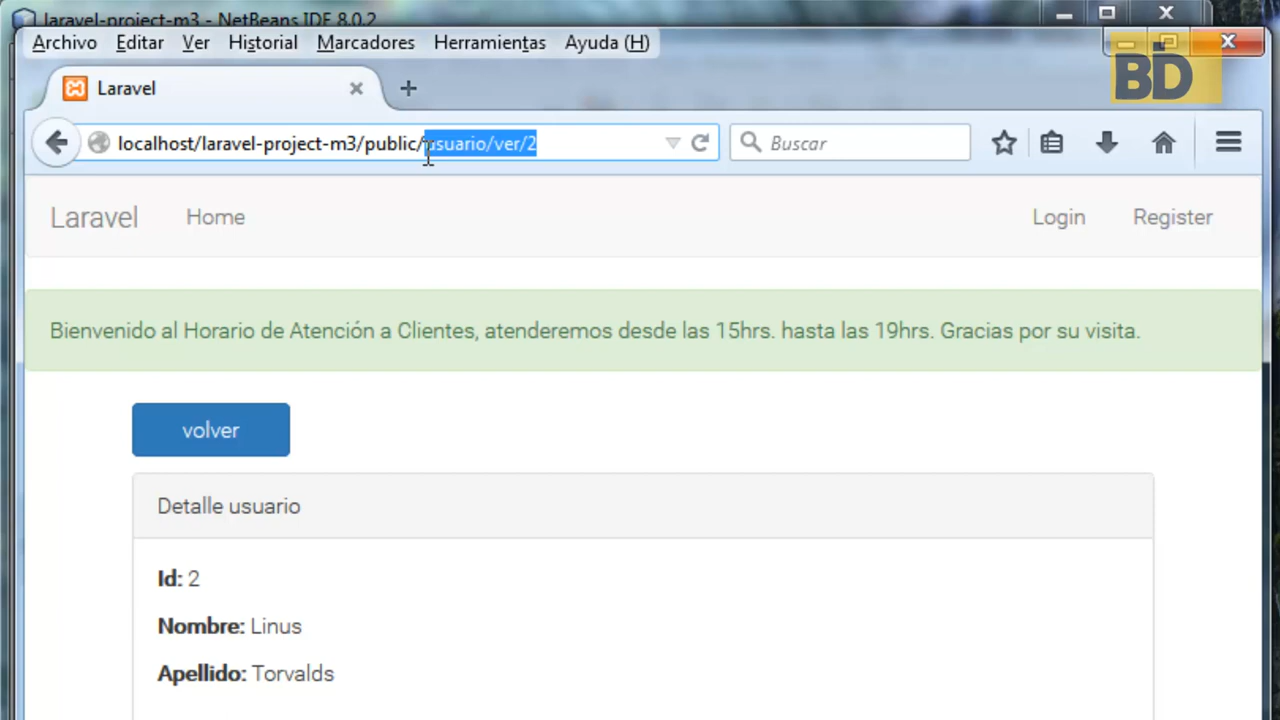 laravel-project-m3 - NetBeans IDE 8.0.2
Archivo Editar Ver Historial Marcadores Herramientas Ayuda (H)
BD
Laravel
localhost/laravel-project-m3/public/usuario/ver/2
Buscar
Laravel Home Login Register
Bienvenido al Horario de Atención a Clientes, atenderemos desde las 15hrs. hasta las 19hrs. Gracias por su visita.
volver
Detalle usuario
Id: 2
Nombre: Linus
Apellido: Torvalds